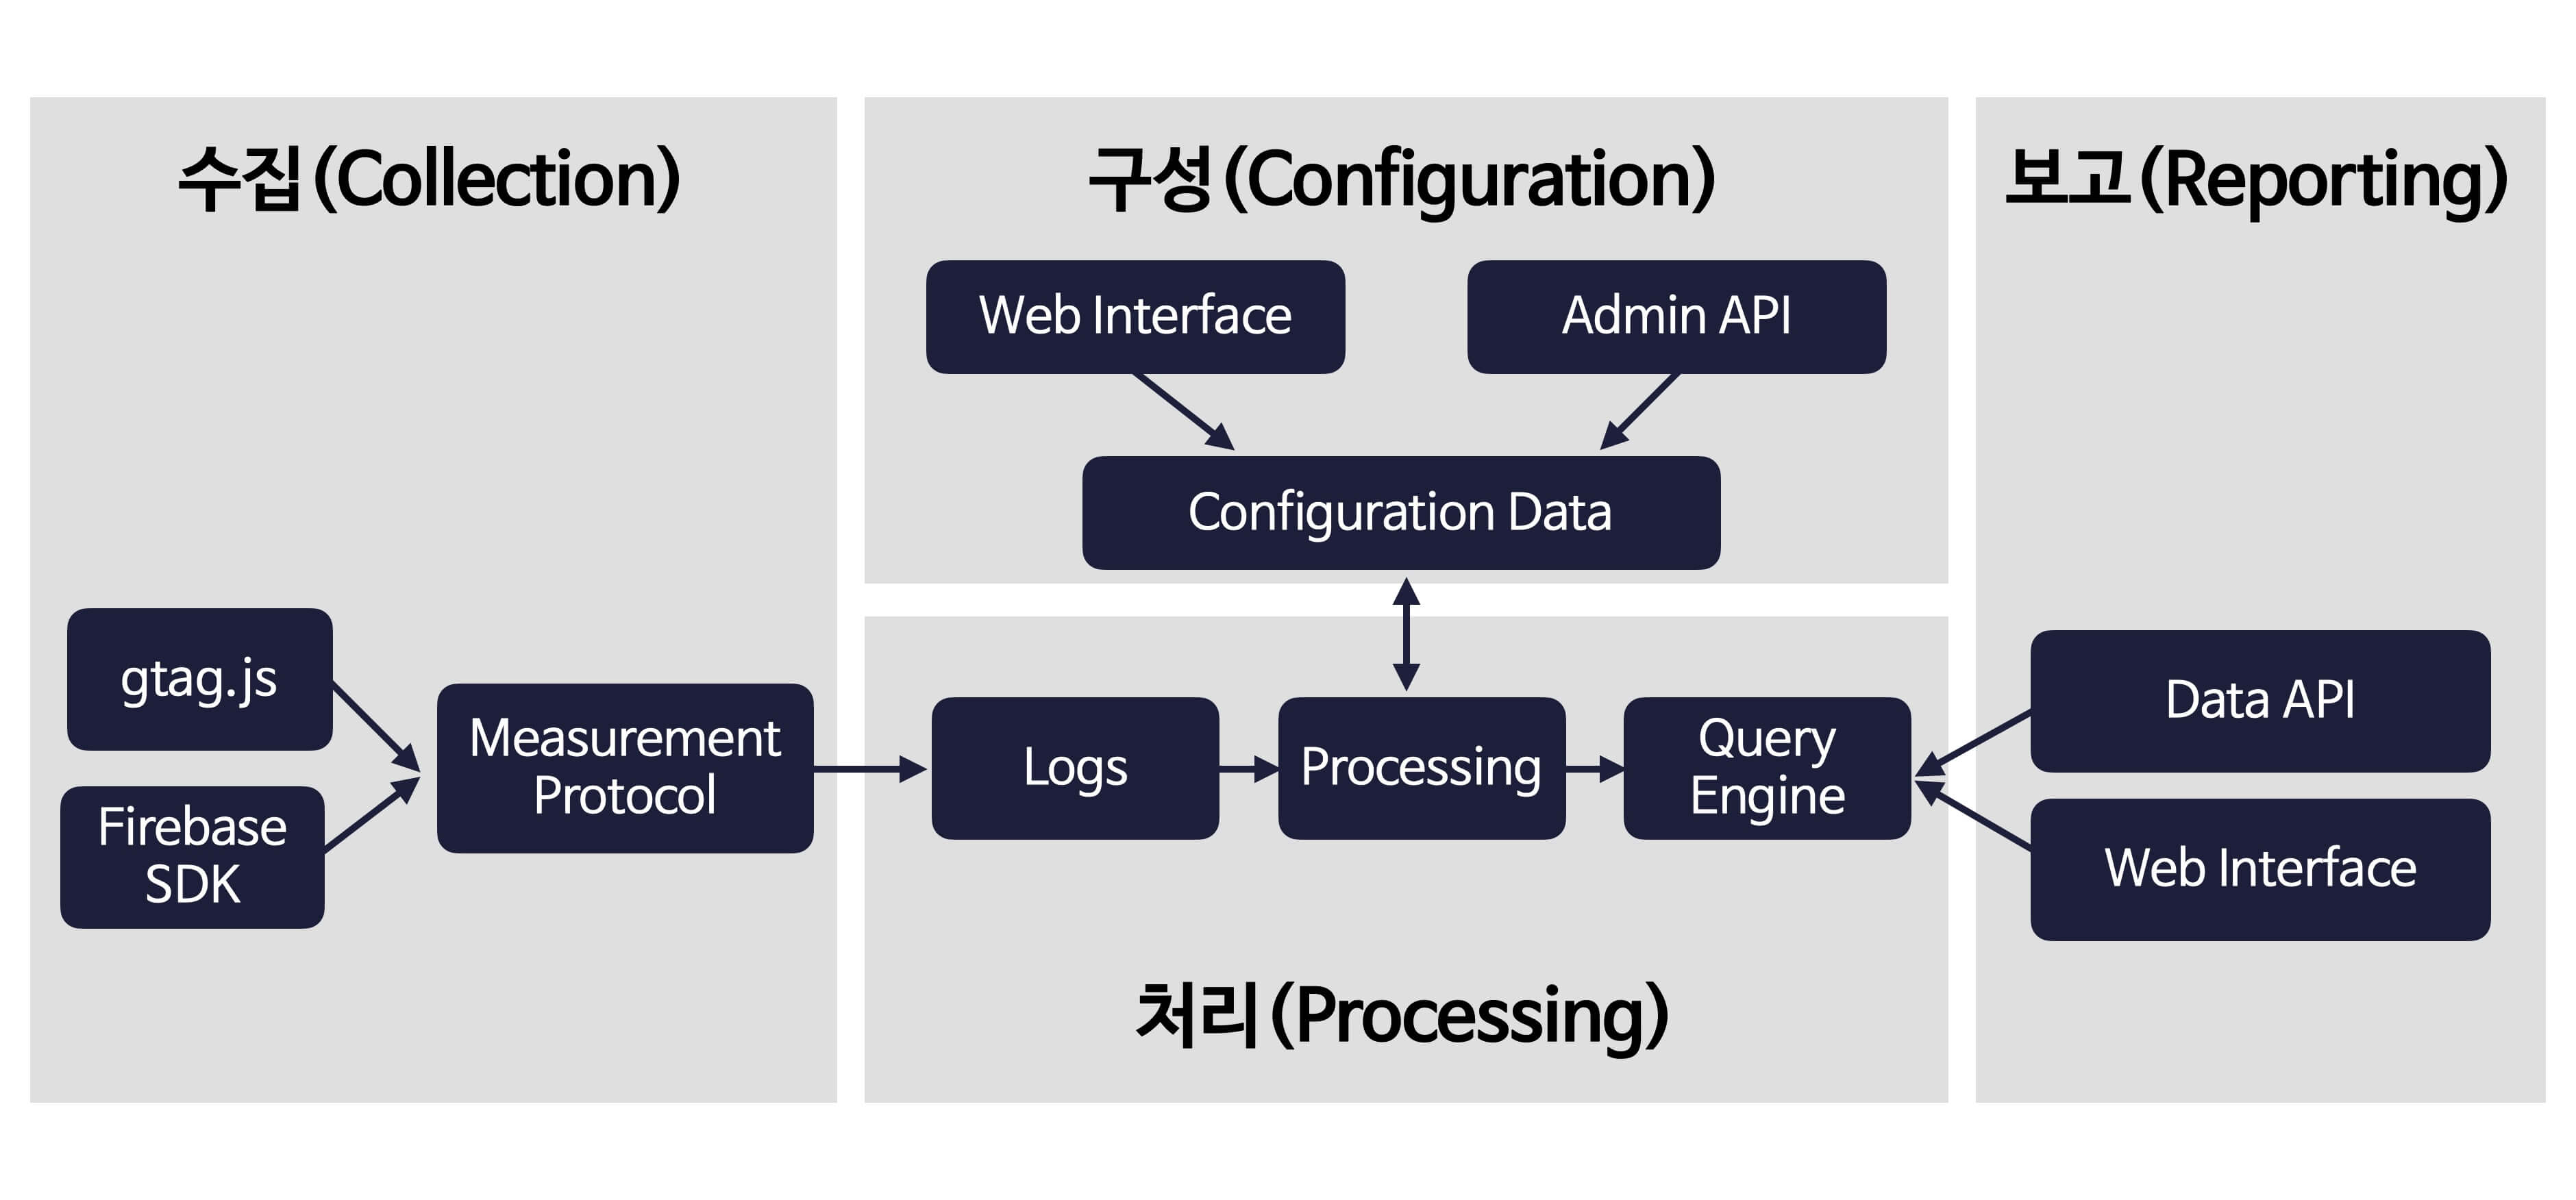 수집(Collection)
gtag.js
Firebase
SDK
Measurement
Protocol
구성(Configuration)
Web Interface
Admin API
Configuration Data
Logs
Processing
Query
Engine
처리(Processing)
보고(Reporting)
Data API
Web Interface